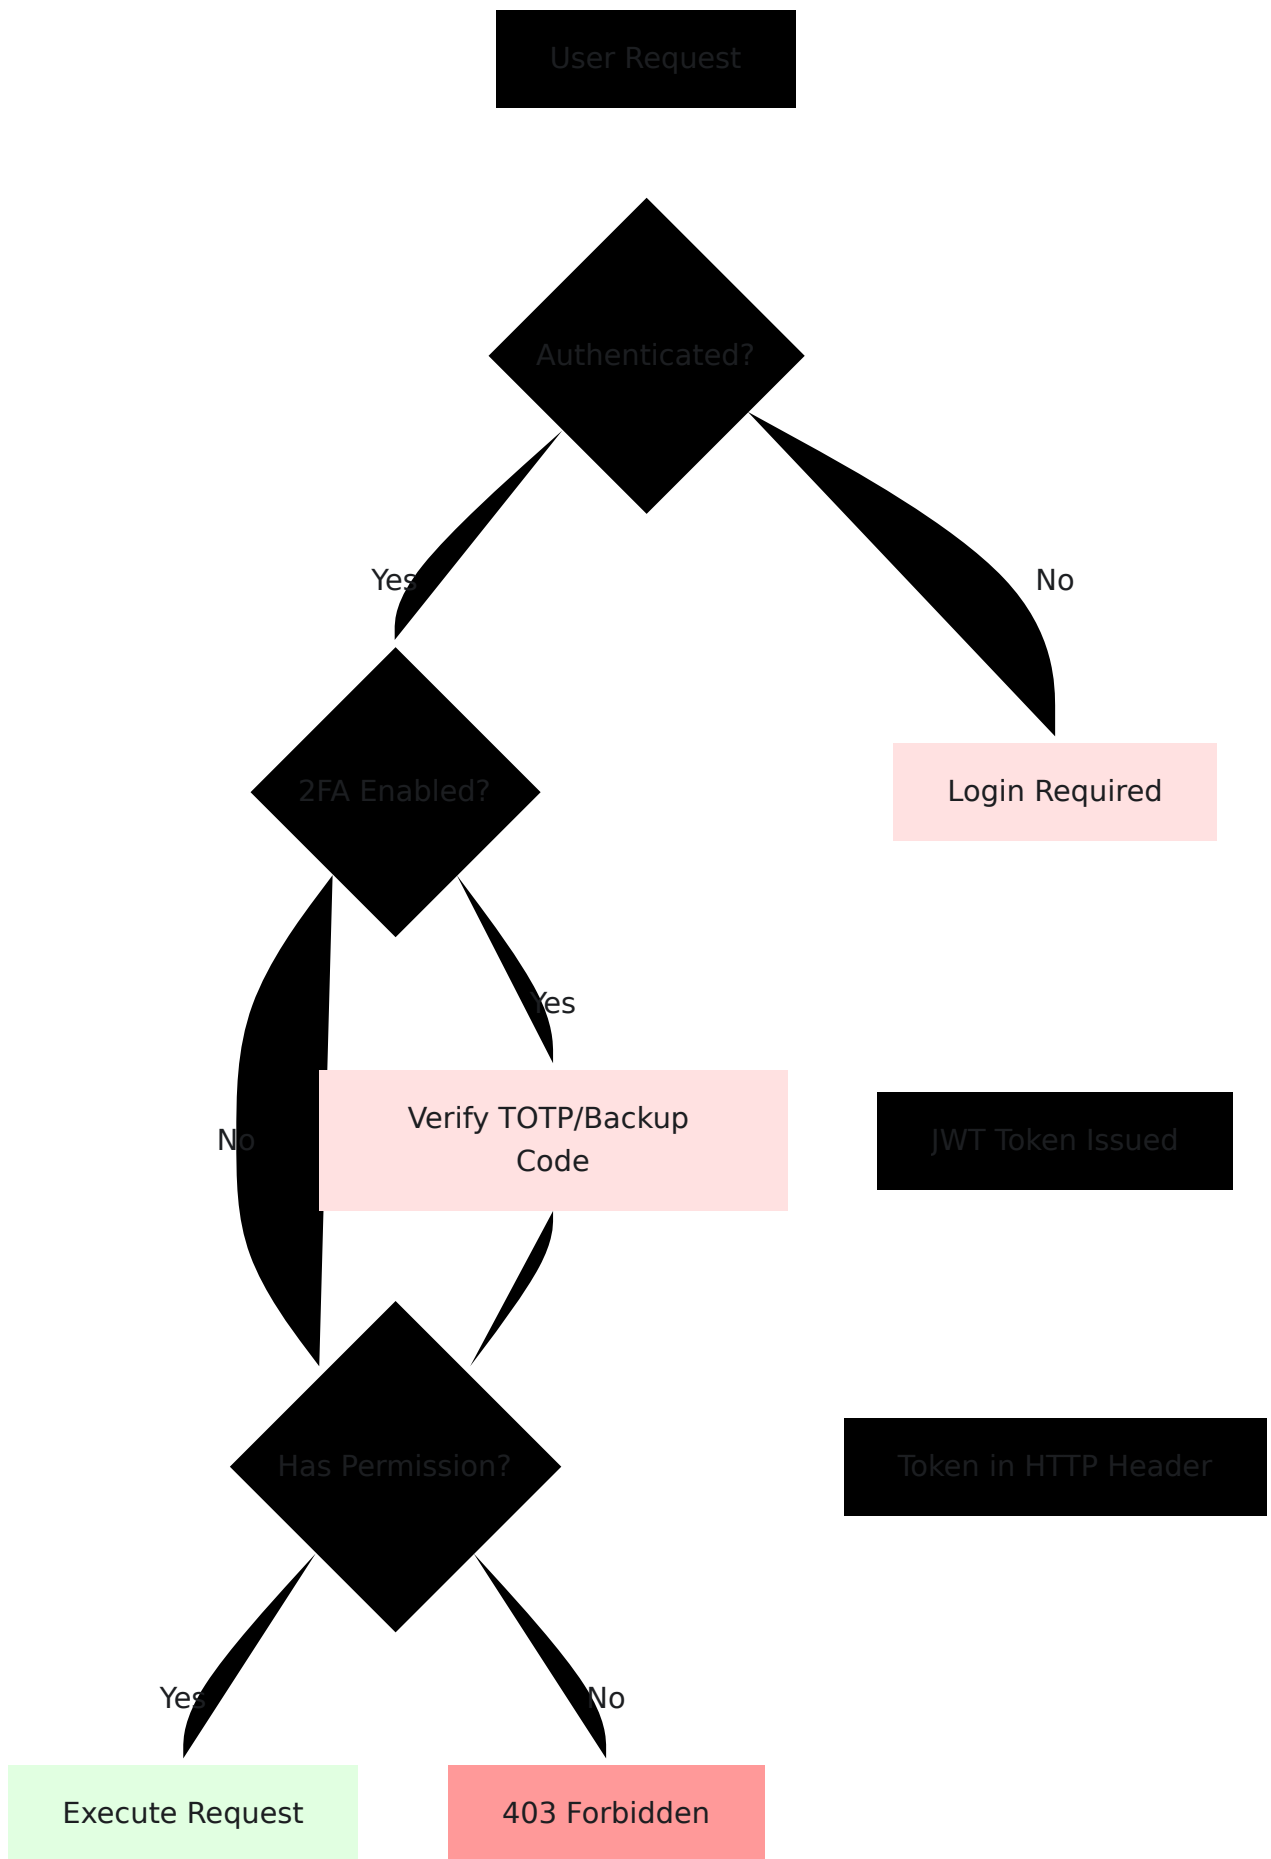 User Request
Authenticated?
Yes
No
2FA Enabled?
Login Required
Yes
Verify TOTP/Backup
Code
No
JWT Token Issued
Has Permission?
Token in HTTP Header
Yes
No
Execute Request
403 Forbidden